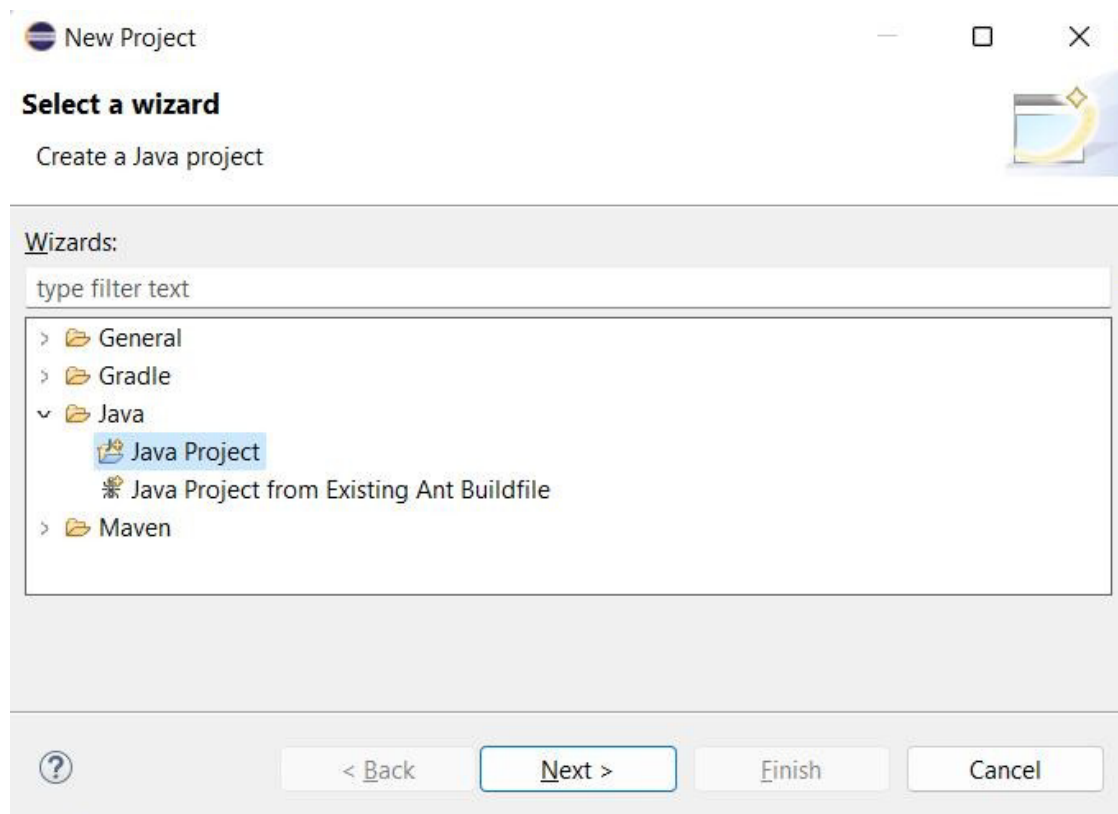 New Project
Select a wizard
Create a Java project
Wizards:
type filter text
General
Gradle
Java
Java Project
Java Project from Existing Ant Buildfile
Maven
? < Back Next > Finish Cancel